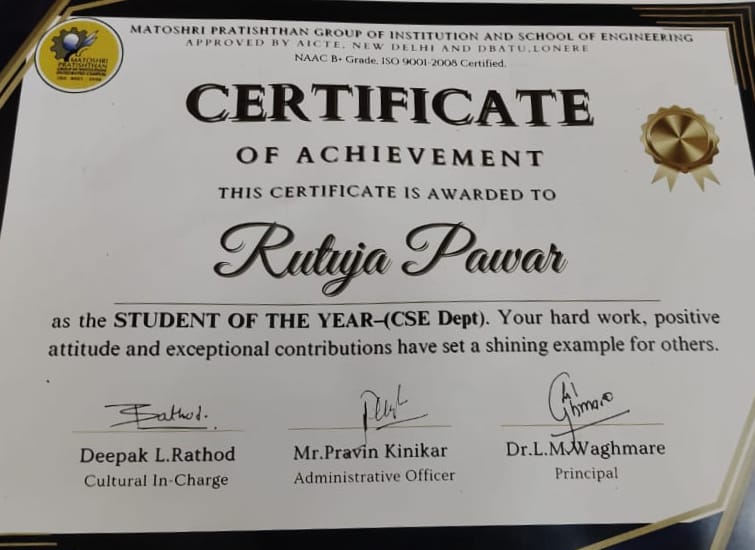 MATOSHRI PRATISHTHAN GROUP OF INSTITUTION AND SCHOOL OF ENGINEERING
APPROVED BY AICTE, NEW DELHI AND DBATU,LONERE
NAAC B+ Grade, ISO 9001-2008 Certified.
MATOSHRI
PRATISHTHAN
CERTIFICATE
OF ACHIEVEMENT
THIS CERTIFICATE IS AWARDED TO
Rutuja Pawar
as the STUDENT OF THE YEAR–(CSE Dept). Your hard work, positive
attitude and exceptional contributions have set a shining example for others.
Deepak L.Rathod Mr.Pravin Kinikar Dr.L.M.Waghmare
Cultural In-Charge Administrative Officer Principal